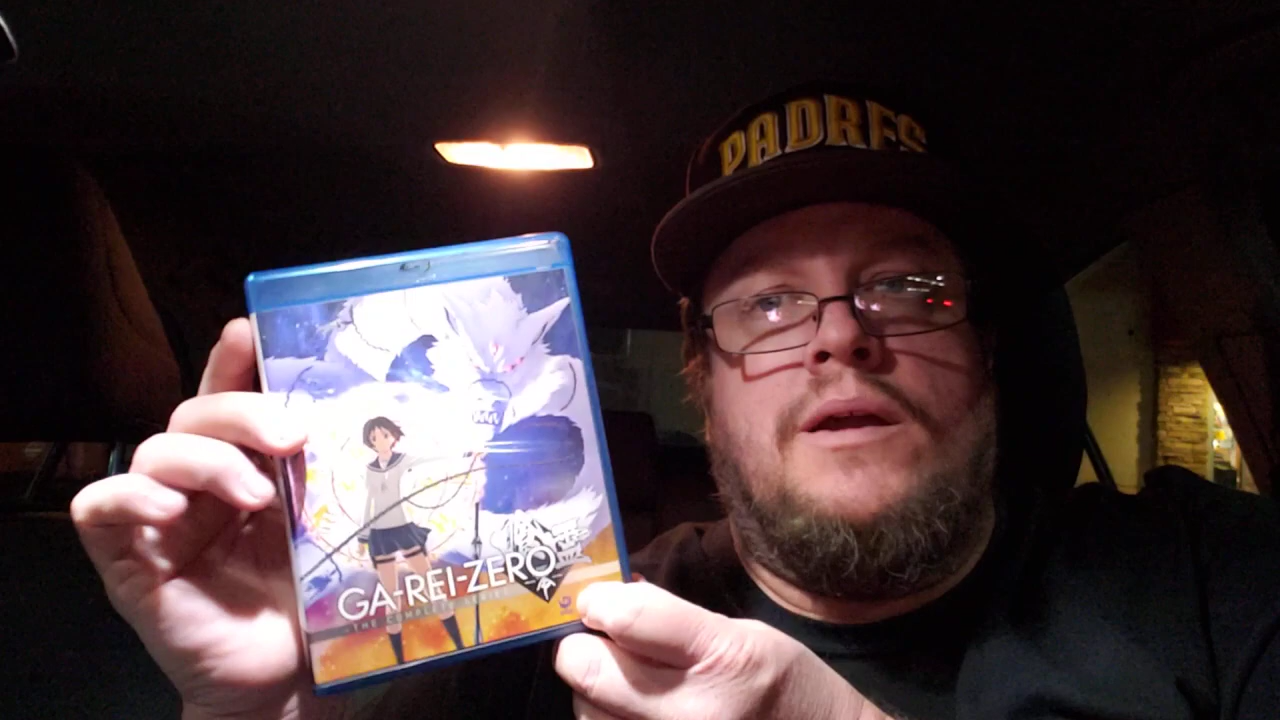 PADRES
GA-REI-ZERO
-THE COMPLETE SERIES-